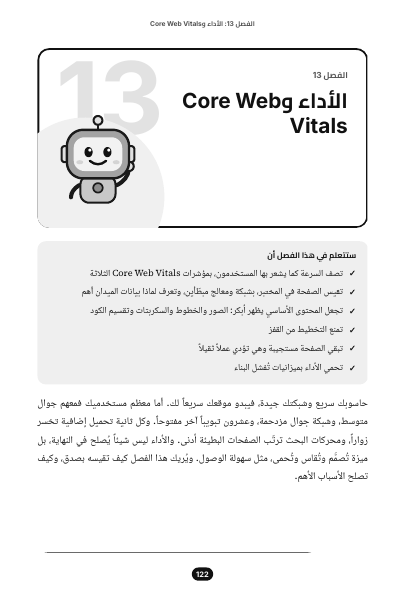 الفصل 13: الأداء وCore Web Vitals
13
الفصل 13
الأداء وCore Web
Vitals
ستتعلم في هذا الفصل أن
✓ تصف السرعة كما يشعر بها المستخدمون، بمؤشرات Core Web Vitals الثلاثة
✓ تقيس الصفحة في المختبر، بشبكة ومعالج مبطَّأين، وتعرف لماذا بيانات الميدان أهم
✓ تجعل المحتوى الأساسي يظهر أبكر: الصور والخطوط والسكربتات وتقسيم الكود
✓ تمنع التخطيط من القفز
✓ تبقي الصفحة مستجيبة وهي تؤدي عملاً ثقيلاً
✓ تحمي الأداء بميزانيات تُفشل البناء
حاسوبك سريع وشبكتك جيدة، فيبدو موقعك سريعاً لك. أما معظم مستخدميك فمعهم جوال
متوسط، وشبكة جوال مزدحمة، وعشرون تبويباً آخر مفتوحاً. وكل ثانية تحميل إضافية تخسر
زواراً، ومحركات البحث ترتّب الصفحات البطيئة أدنى. والأداء ليس شيئاً يُصلح في النهاية، بل
ميزة تُصمَّم وتُقاس وتُحمى، مثل سهولة الوصول. ويُريك هذا الفصل كيف تقيسه بصدق، وكيف
تصلح الأسباب الأهم.
122